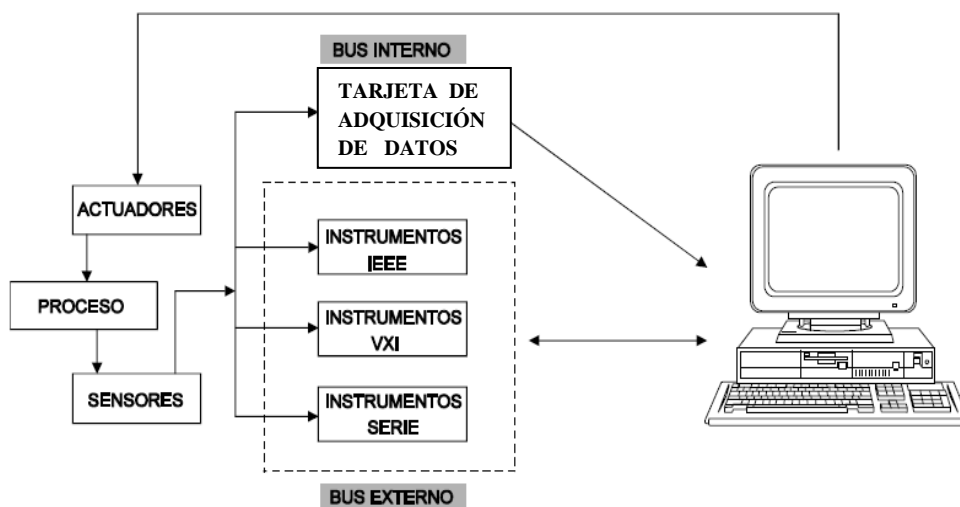 BUS INTERNO
TARJETA DE
ADQUISICIÓN
DE DATOS
ACTUADORES
INSTRUMENTOS
IEEE
PROCESO
INSTRUMENTOS
VXI
SENSORES
INSTRUMENTOS
SERIE
BUS EXTERNO